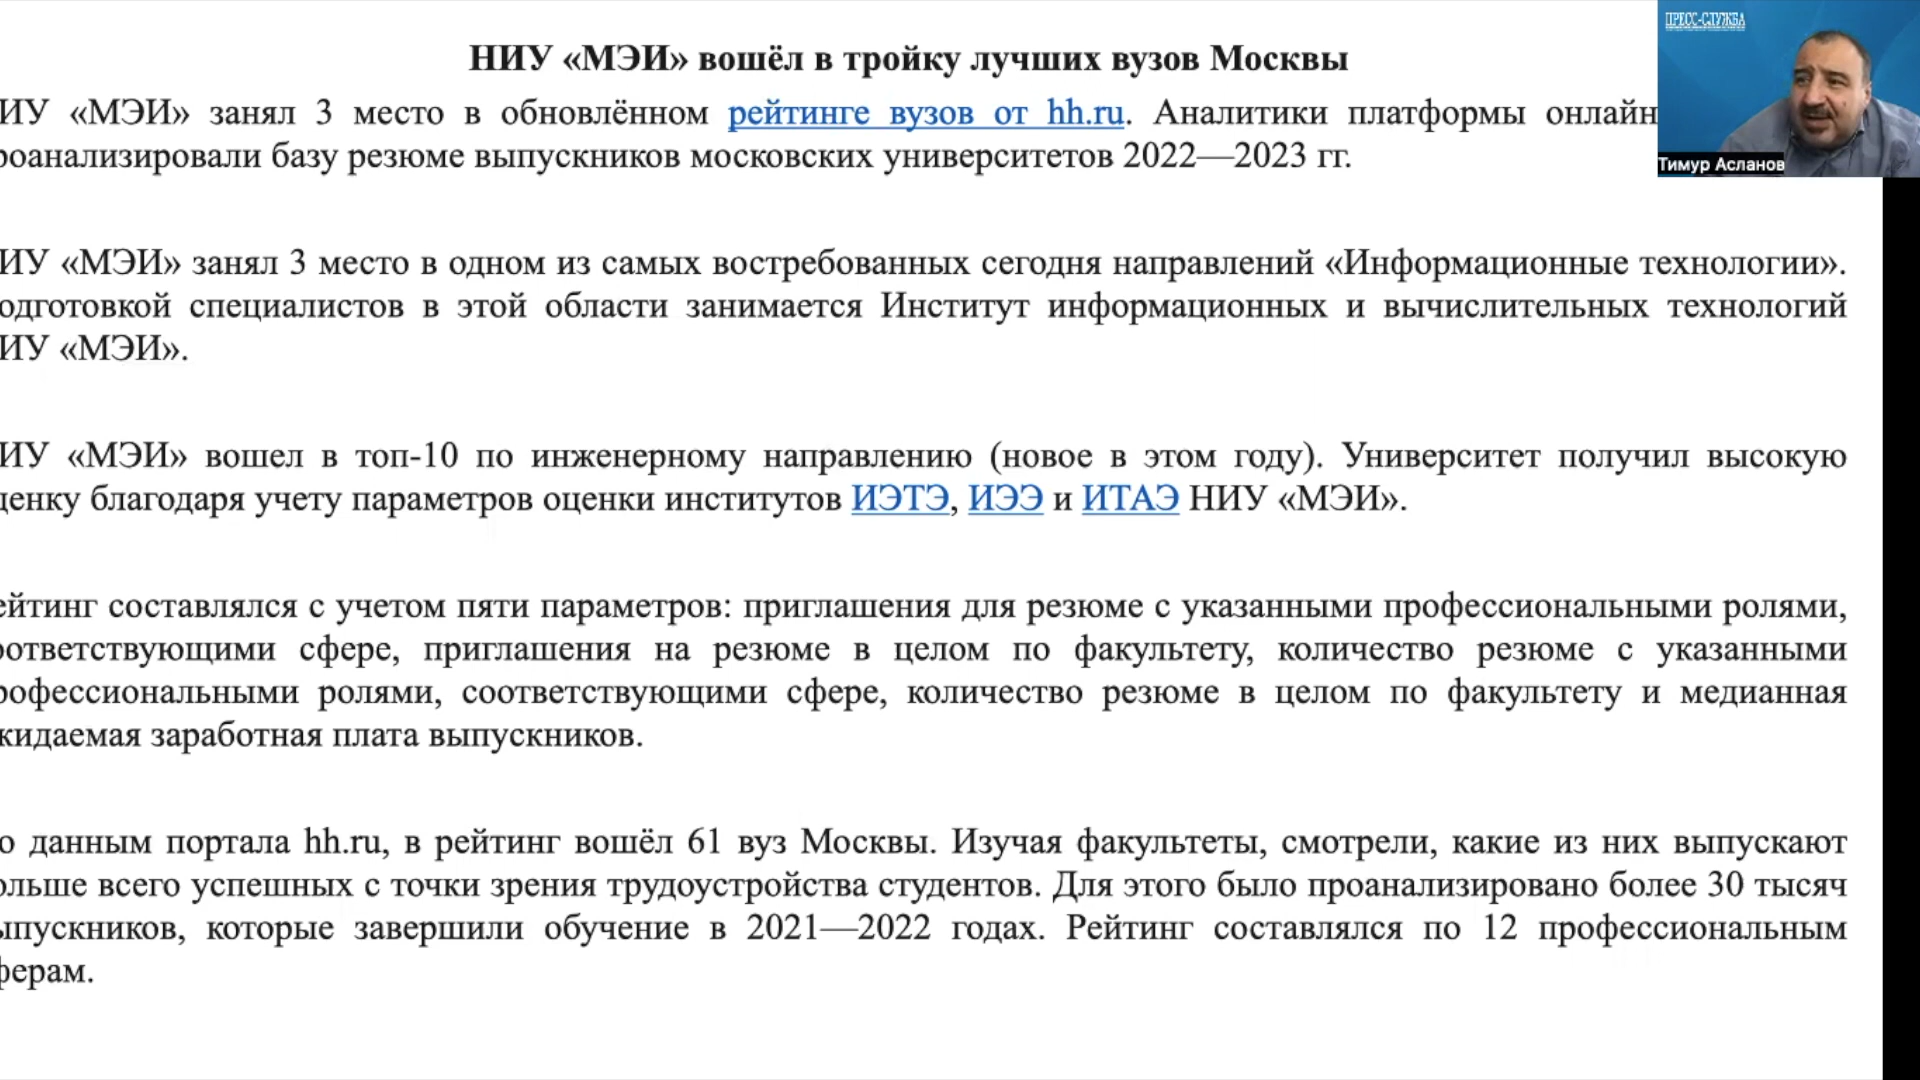 НИУ «МЭИ» вошёл в тройку лучших вузов Москвы
ПРЕСС-СЛУЖБА
ИУ «МЭИ» занял 3 место в обновлённом рейтинге вузов от hh.ru. Аналитики платформы онлайн
роанализировали базу резюме выпускников московских университетов 2022—2023 гг.
Тимур Асланов
ИУ «МЭИ» занял 3 место в одном из самых востребованных сегодня направлений «Информационные технологии».
одготовкой специалистов в этой области занимается Институт информационных и вычислительных технологий
ИУ «МЭИ».
ИУ «МЭИ» вошел в топ-10 по инженерному направлению (новое в этом году). Университет получил высокую
ценку благодаря учету параметров оценки институтов ИЭТЭ, ИЭЭ и ИТАЭ НИУ «МЭИ».
ейтинг составлялся с учетом пяти параметров: приглашения для резюме с указанными профессиональными ролями,
оответствующими сфере, приглашения на резюме в целом по факультету, количество резюме с указанными
рофессиональными ролями, соответствующими сфере, количество резюме в целом по факультету и медианная
жидаемая заработная плата выпускников.
о данным портала hh.ru, в рейтинг вошёл 61 вуз Москвы. Изучая факультеты, смотрели, какие из них выпускают
ольше всего успешных с точки зрения трудоустройства студентов. Для этого было проанализировано более 30 тысяч
ыпускников, которые завершили обучение в 2021—2022 годах. Рейтинг составлялся по 12 профессиональным
ферам.